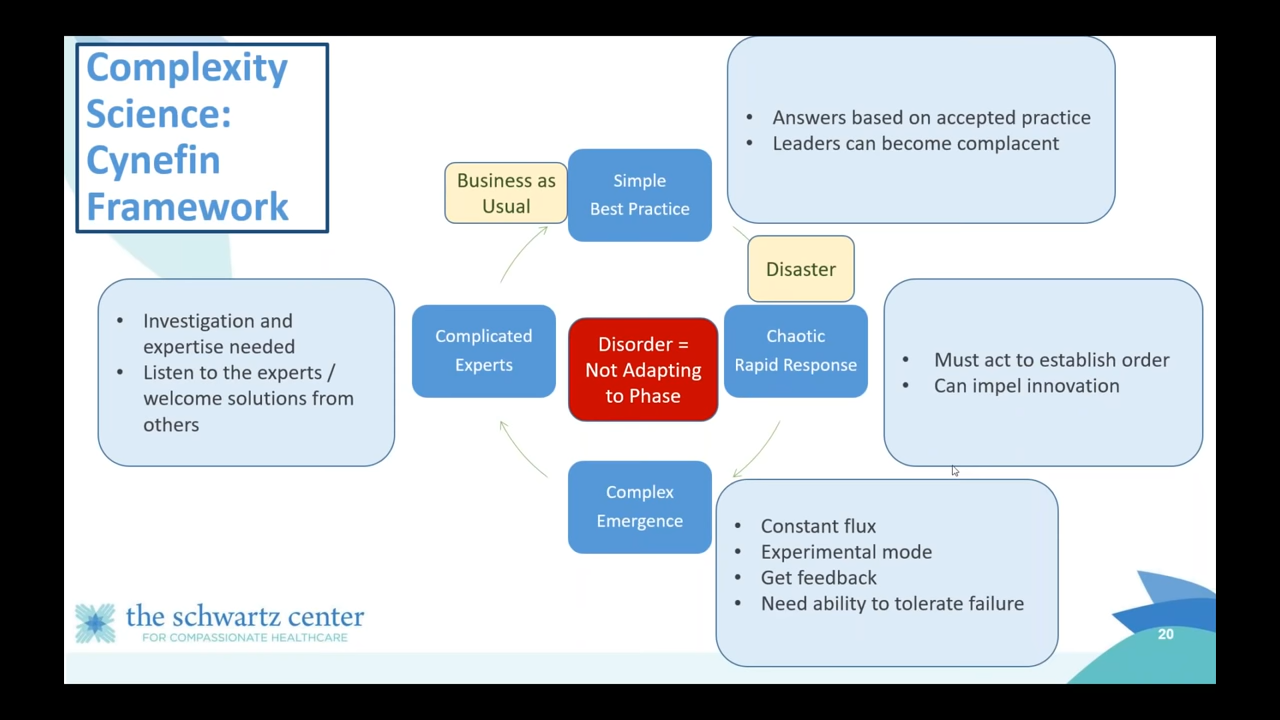 Complexity
Science:
Cynefin
Framework
Business as
Usual
Simple
Best Practice
• Answers based on accepted practice
• Leaders can become complacent
Disaster
• Investigation and
expertise needed
• Listen to the experts /
welcome solutions from
others
Complicated
Experts
Disorder =
Not Adapting
to Phase
Chaotic
Rapid Response
• Must act to establish order
• Can impel innovation
Complex
Emergence
• Constant flux
• Experimental mode
• Get feedback
• Need ability to tolerate failure
the schwartz center
FOR COMPASSIONATE HEALTHCARE
20